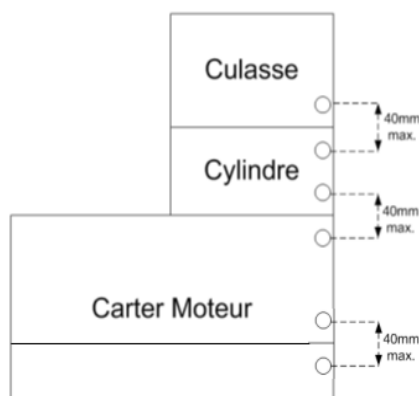 Culasse
40mm
max.
Cylindre
40mm
max.
Carter Moteur
40mm
max.